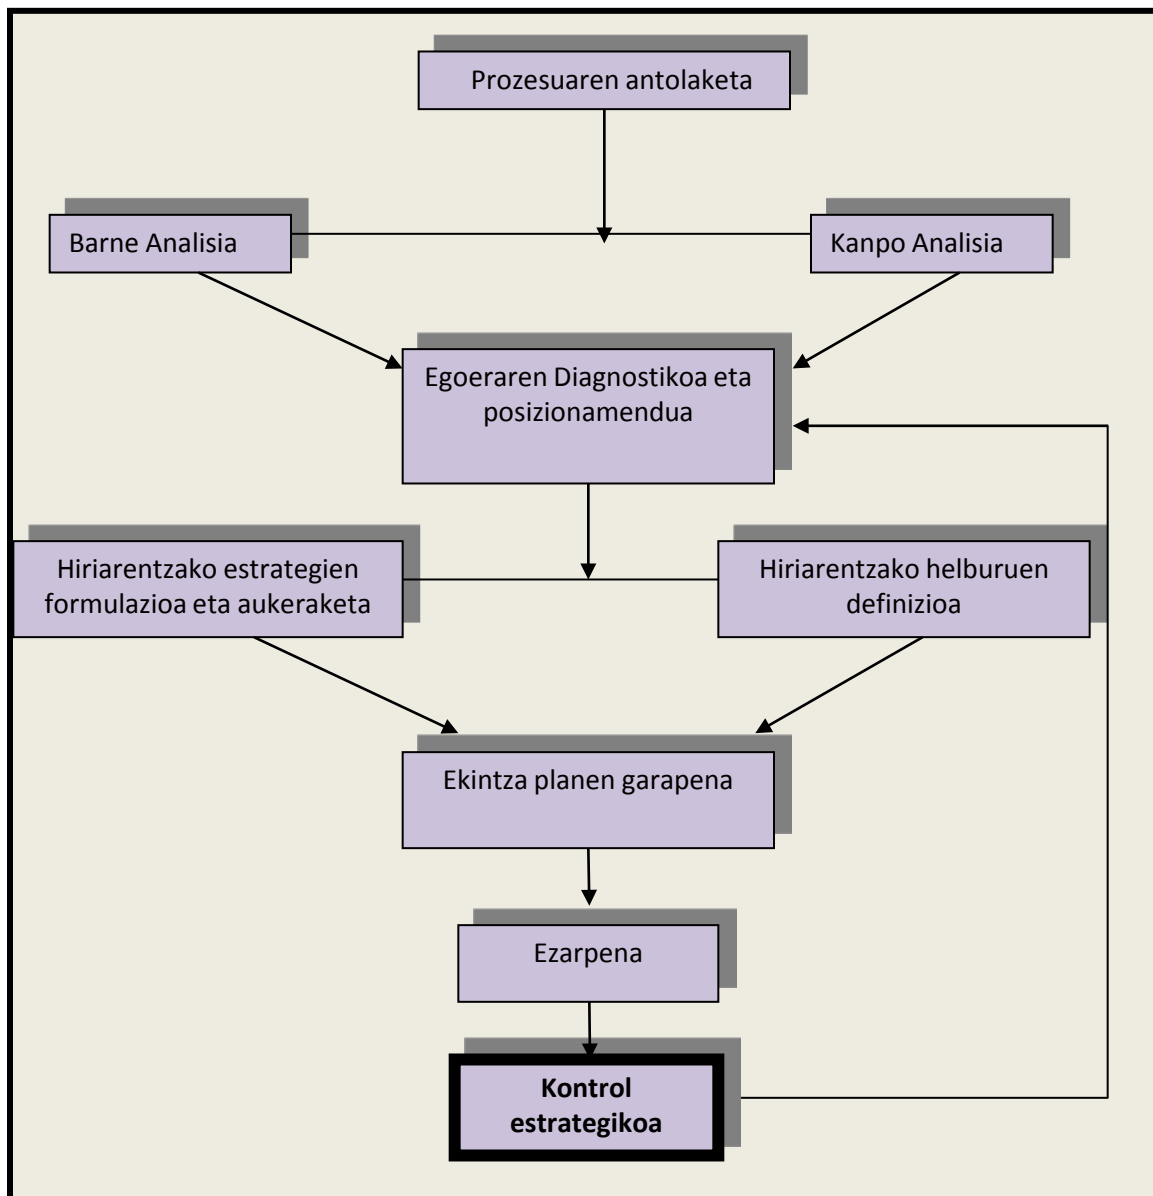 Prozesuaren antolaketa
Barne Analisia
Kanpo Analisia
Egoeraren Diagnostikoa eta
posizionamendua
Hiriarentzako estrategien
formulazioa eta aukeraketa
Hiriarentzako helburuen
definizioa
Ekintza planen garapena
Ezarpena
Kontrol
estrategikoa